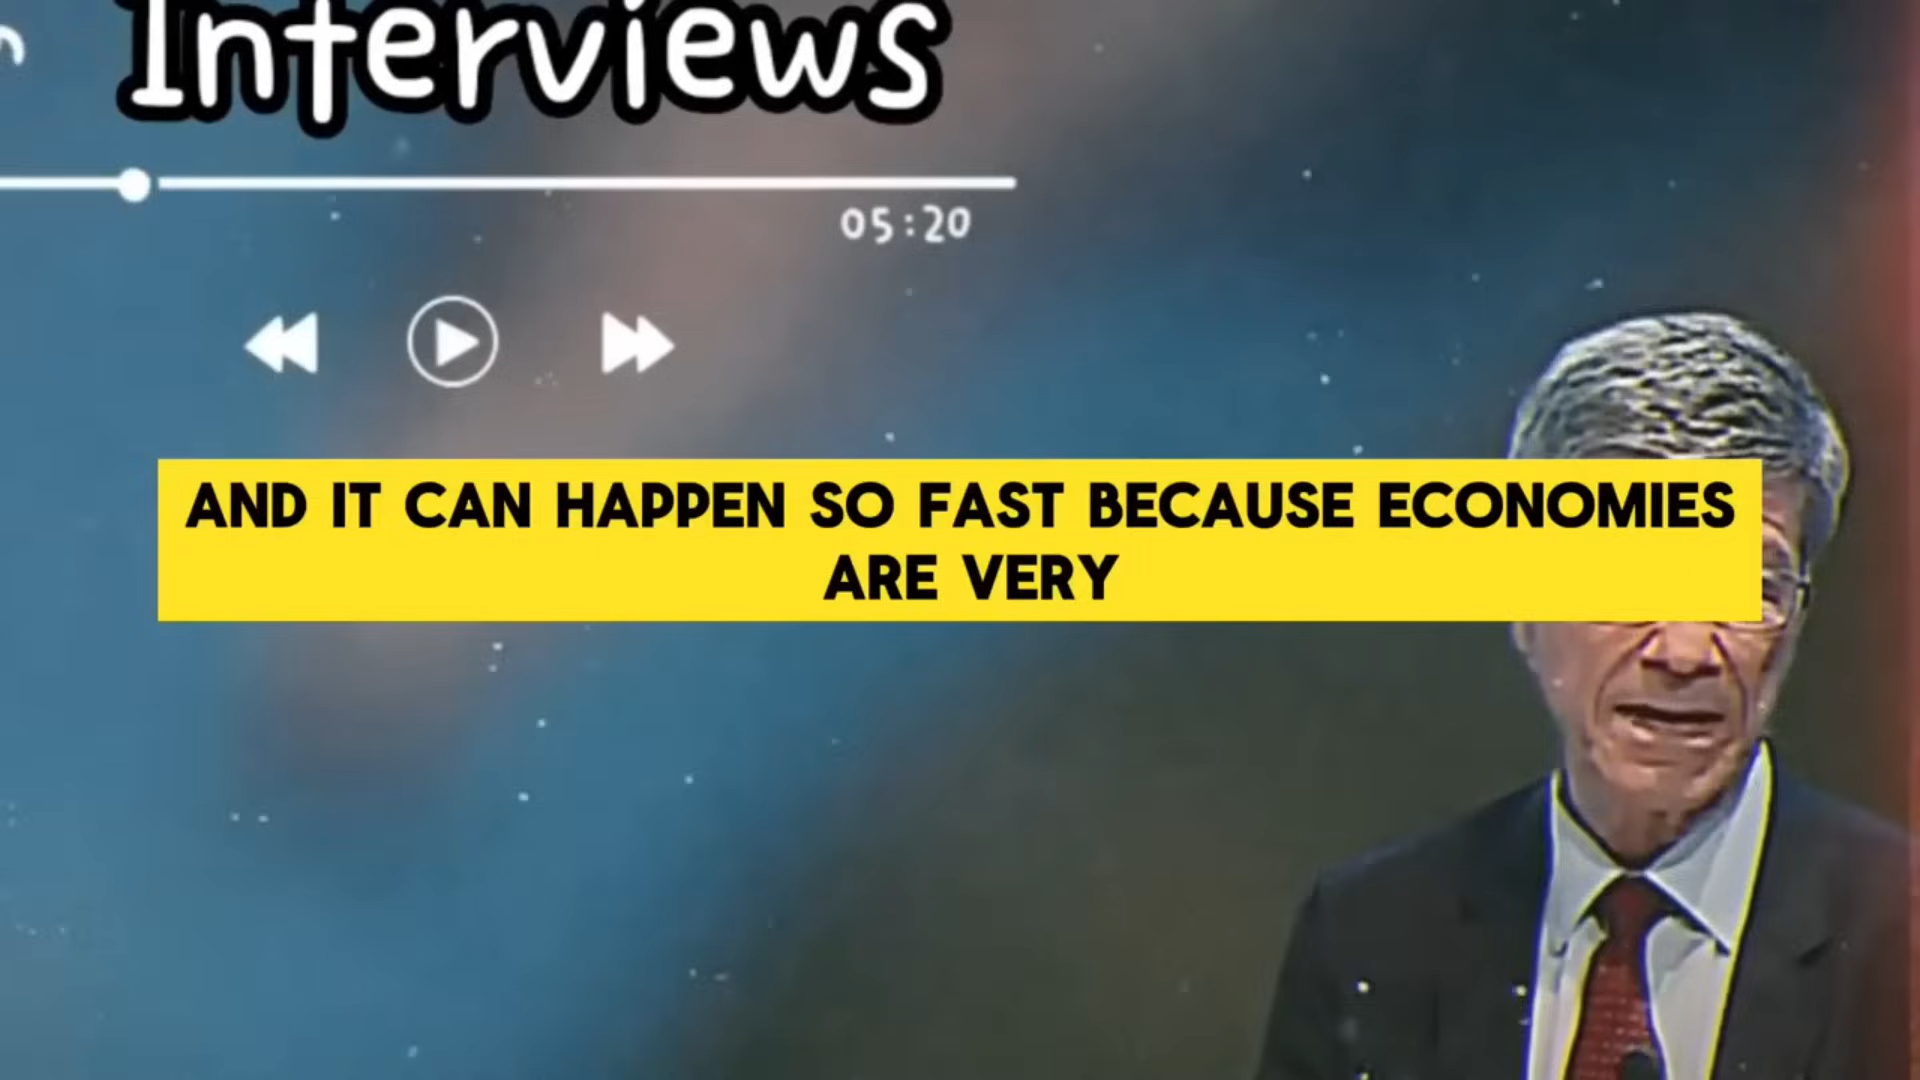 Interviews
05:20
AND IT CAN HAPPEN SO FAST BECAUSE ECONOMIES
ARE VERY